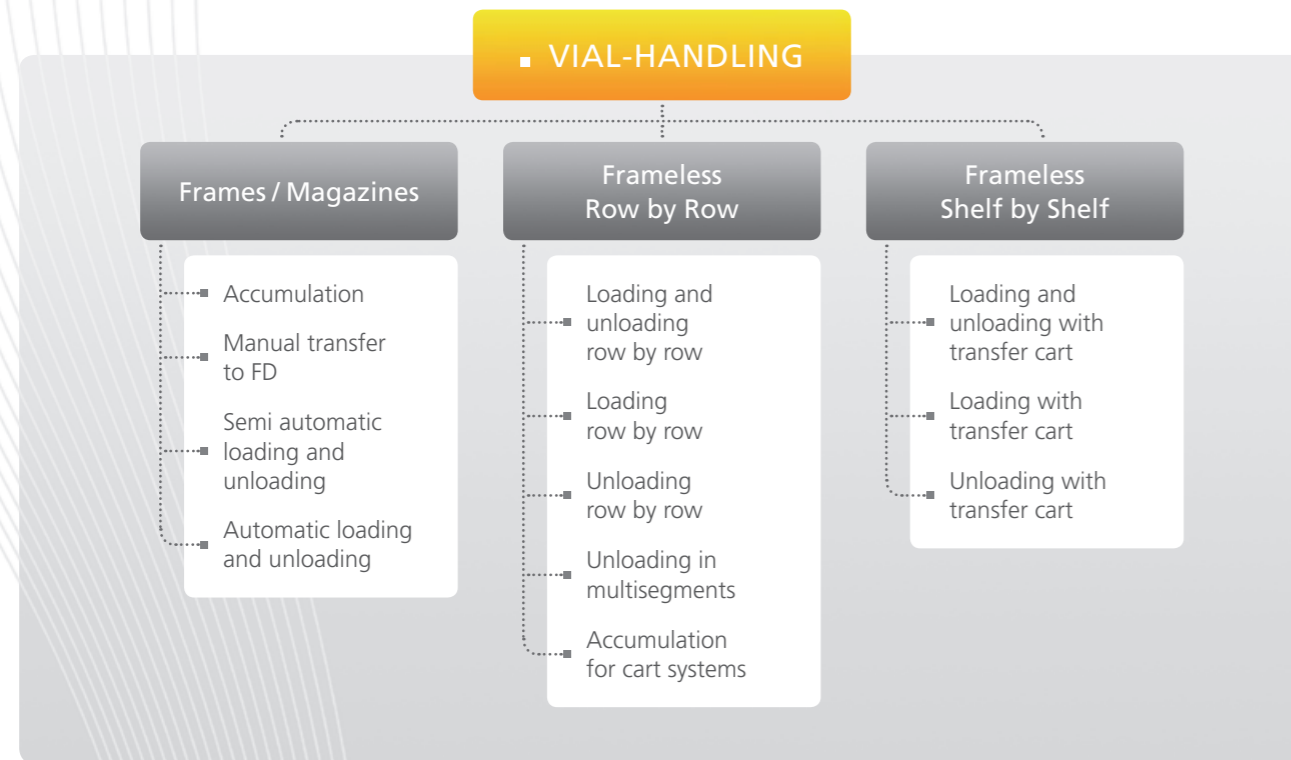 VIAL-HANDLING
Frames / Magazines
Accumulation
Manual transfer
to FD
Semi automatic
loading and
unloading
Automatic loading
and unloading
Frameless
Row by Row
Loading and
unloading
row by row
Loading
row by row
Unloading
row by row
Unloading in
multisegments
Accumulation
for cart systems
Frameless
Shelf by Shelf
Loading and
unloading with
transfer cart
Loading with
transfer cart
Unloading with
transfer cart